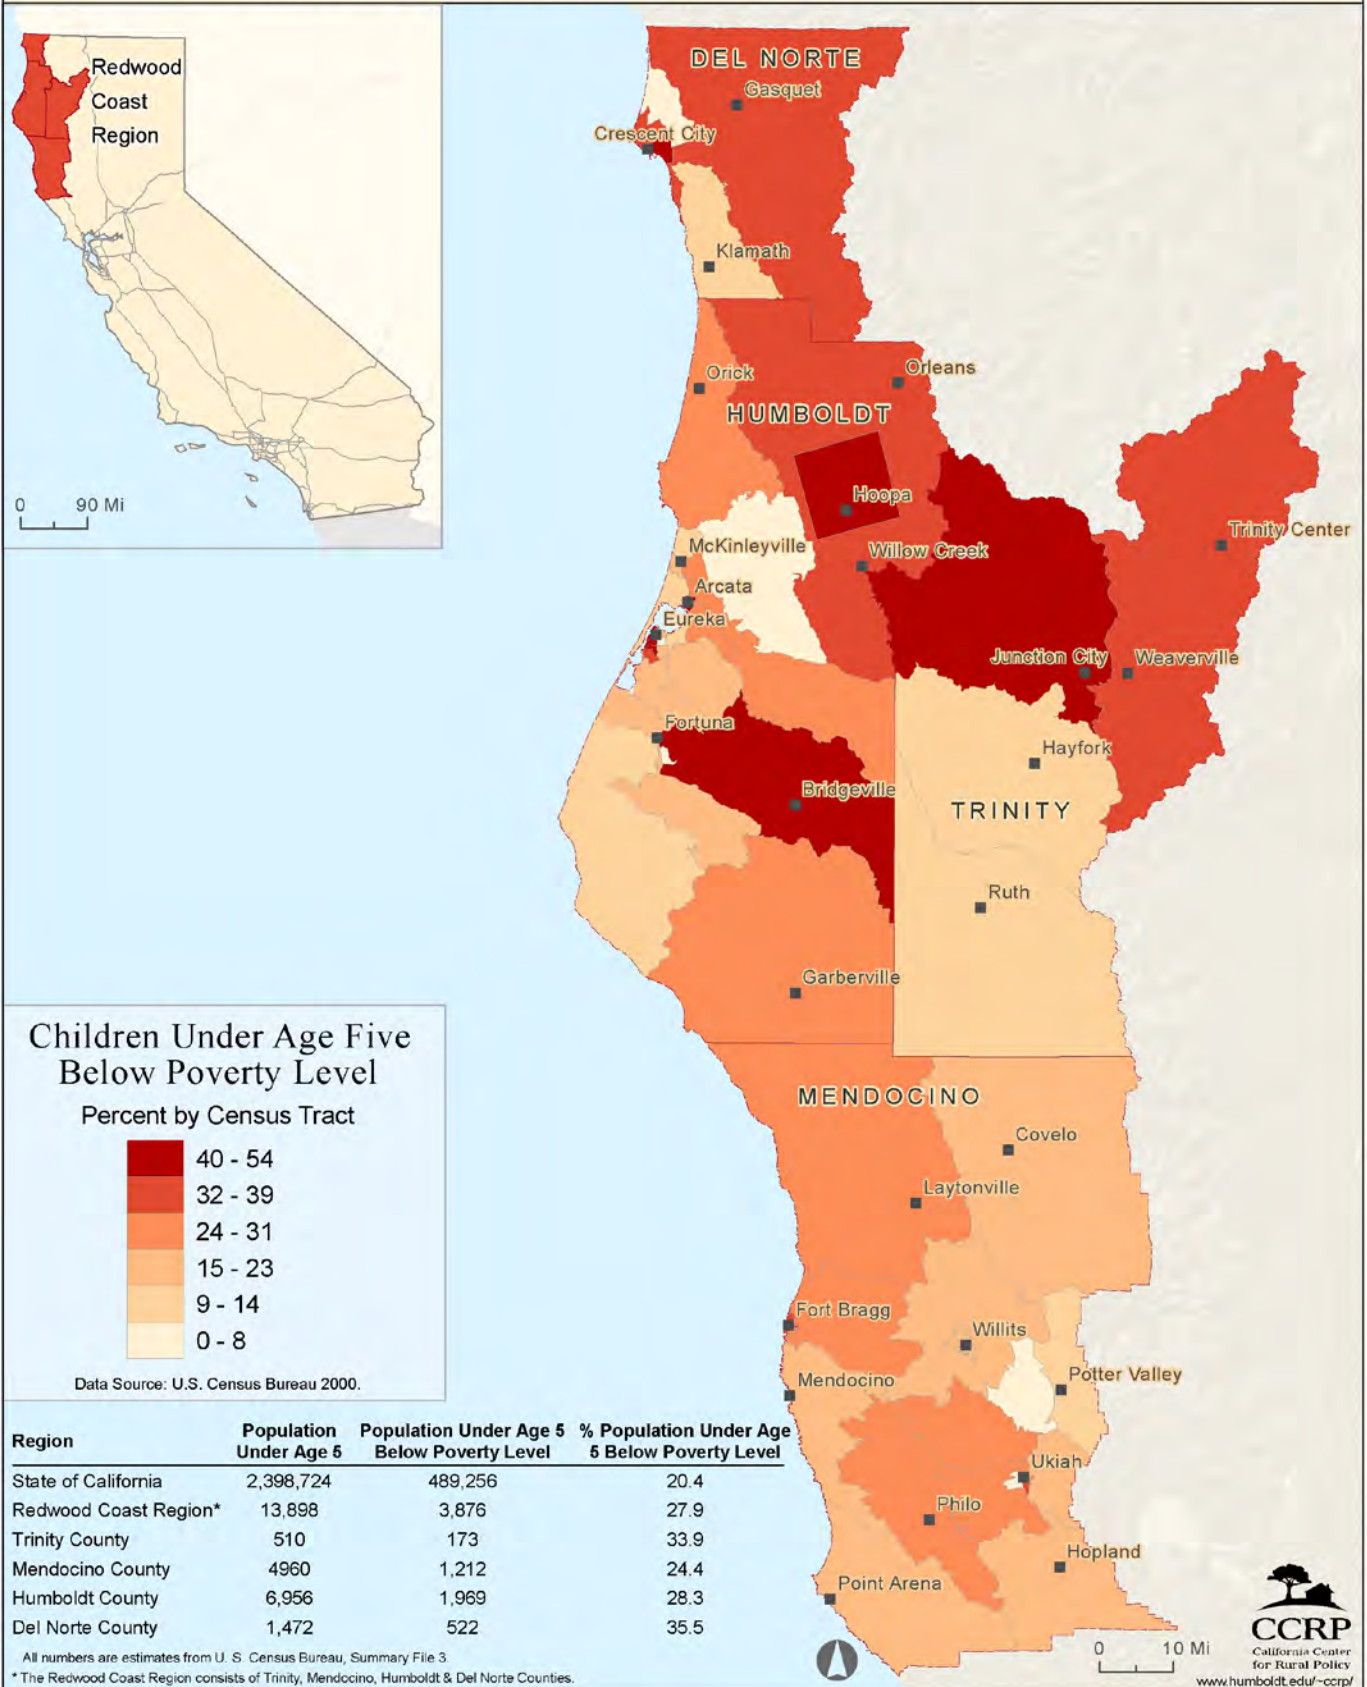 Redwood
Coast
Region
0 90 Mi
DEL NORTE
Gasquet
Crescent City
Klamath
Orick
Orleans
HUMBOLDT
Hoopa
Trinity Center
McKinleyville
Willow Creek
Arcata
Eureka
Junction City
Weaverville
Fortuna
Hayfork
Bridgeville
TRINITY
Ruth
Garberville
MENDOCINO
Covelo
Laytonville
Fort Bragg
Willits
Mendocino
Potter Valley
Ukiah
Philo
Hopland
Point Arena
0 10 Mi
Children Under Age Five
Below Poverty Level
Percent by Census Tract
40 - 54
32 - 39
24 - 31
15 - 23
9 - 14
0 - 8
Data Source: U.S. Census Bureau 2000.
Region Population Under Age 5 Population Under Age 5 Below Poverty Level % Population Under Age 5 Below Poverty Level
State of California 2,398,724 489,256 20.4
Redwood Coast Region* 13,898 3,876 27.9
Trinity County 510 173 33.9
Mendocino County 4960 1,212 24.4
Humboldt County 6,956 1,969 28.3
Del Norte County 1,472 522 35.5
All numbers are estimates from U. S. Census Bureau, Summary File 3.
* The Redwood Coast Region consists of Trinity, Mendocino, Humboldt & Del Norte Counties.
CCRP
California Center
for Rural Policy
www.humboldt.edu/~ccrp/